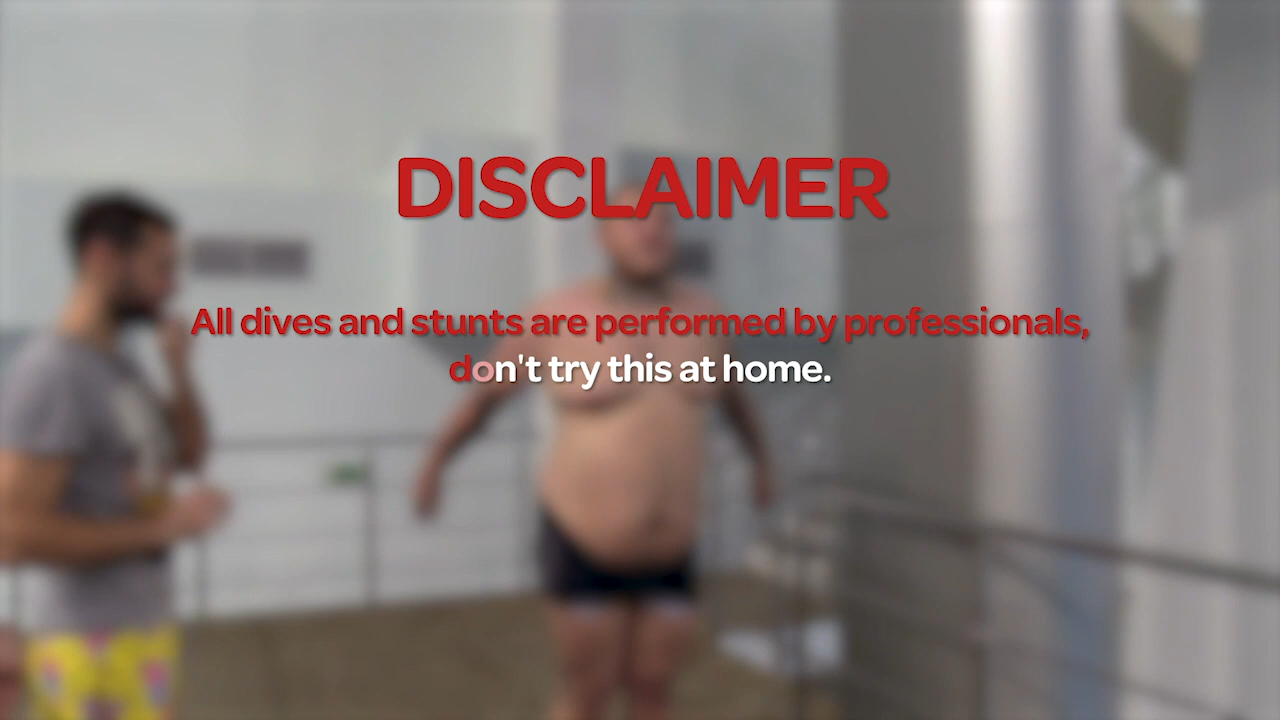 DISCLAIMER
All dives and stunts are performed by professionals,
don't try this at home.